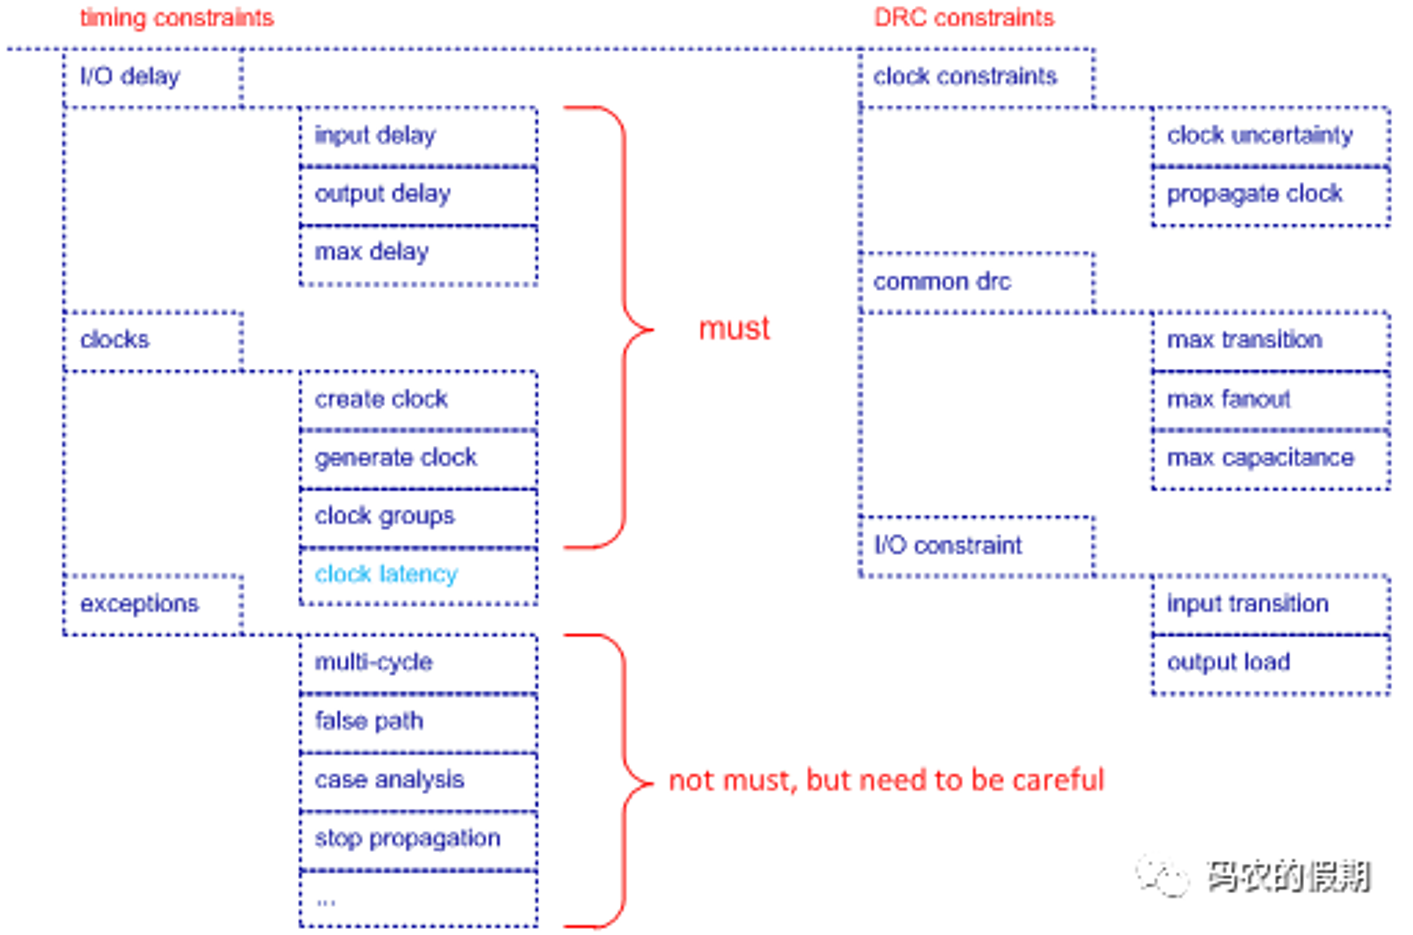 timing constraints
I/O delay
input delay
output delay
max delay
clocks
create clock
generate clock
clock groups
clock latency
exceptions
multi-cycle
false path
case analysis
stop propagation
...
must
not must, but need to be careful
DRC constraints
clock constraints
clock uncertainty
propagate clock
common drc
max transition
max fanout
max capacitance
I/O constraint
input transition
output load
码农的假期